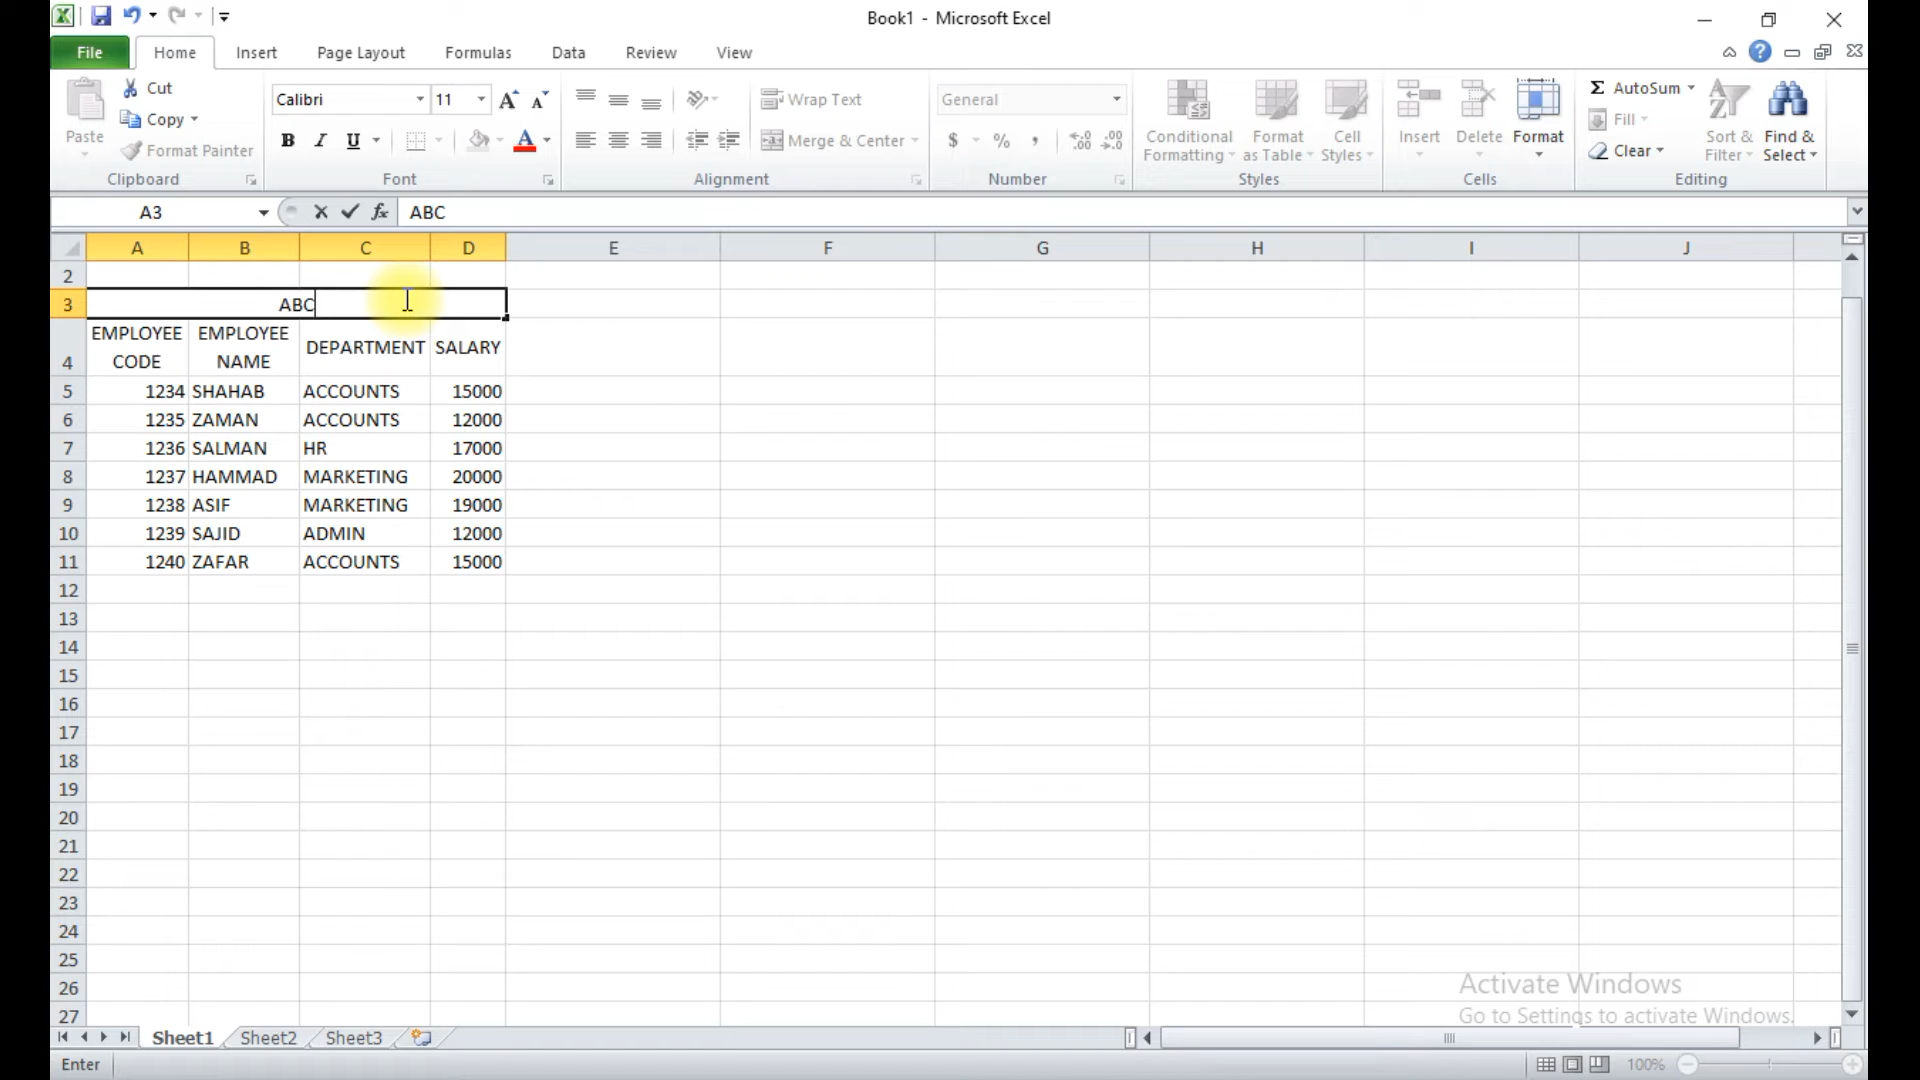 Book1 - Microsoft Excel
File Home Insert Page Layout Formulas Data Review View
Paste Cut Copy Format Painter Clipboard
Calibri 11 B I U A Font
Wrap Text Merge & Center Alignment
General $ % , Number
Conditional Formatting Format as Table Cell Styles Styles
Insert Delete Format Cells
Σ AutoSum Fill Clear Sort & Filter Find & Select Editing
A3 fx ABC
A B C D E F G H I J
2
3 ABC
4 EMPLOYEE CODE EMPLOYEE NAME DEPARTMENT SALARY
5 1234 SHAHAB ACCOUNTS 15000
6 1235 ZAMAN ACCOUNTS 12000
7 1236 SALMAN HR 17000
8 1237 HAMMAD MARKETING 20000
9 1238 ASIF MARKETING 19000
10 1239 SAJID ADMIN 12000
11 1240 ZAFAR ACCOUNTS 15000
12
13
14
15
16
17
18
19
20
21
22
23
24
25
26
27
Activate Windows
Go to Settings to activate Windows.
Sheet1 Sheet2 Sheet3
Enter 100%